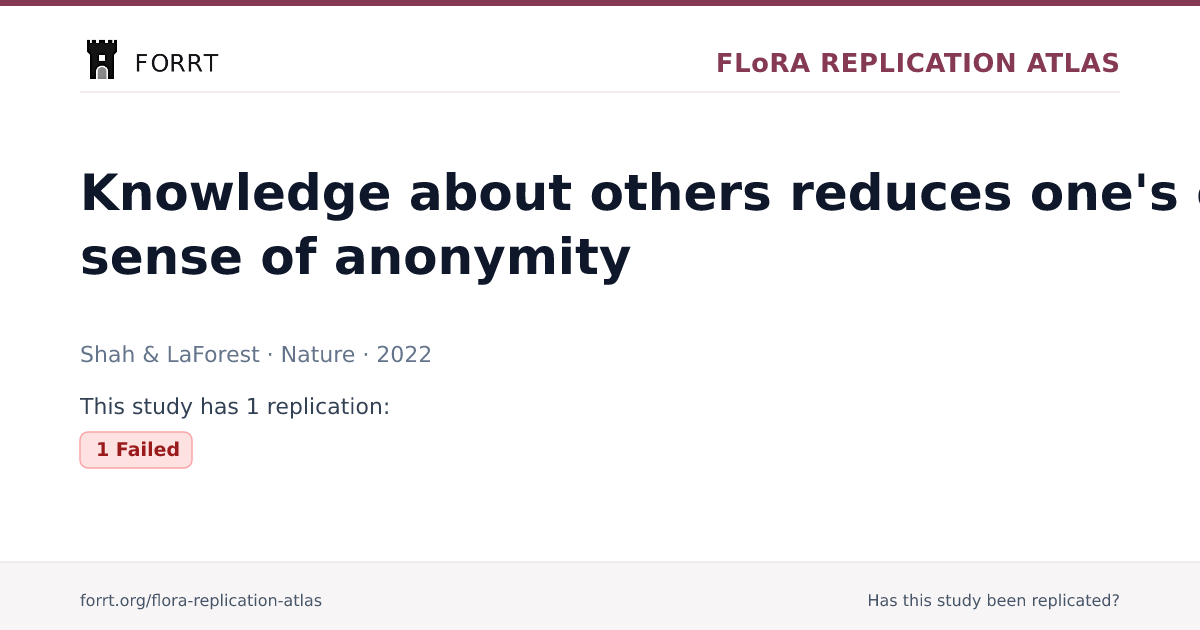 FORRT
FLoRA REPLICATION ATLAS
Knowledge about others reduces one's
sense of anonymity
Shah & LaForest · Nature · 2022
This study has 1 replication:
1 Failed
forrt.org/flora-replication-atlas
Has this study been replicated?